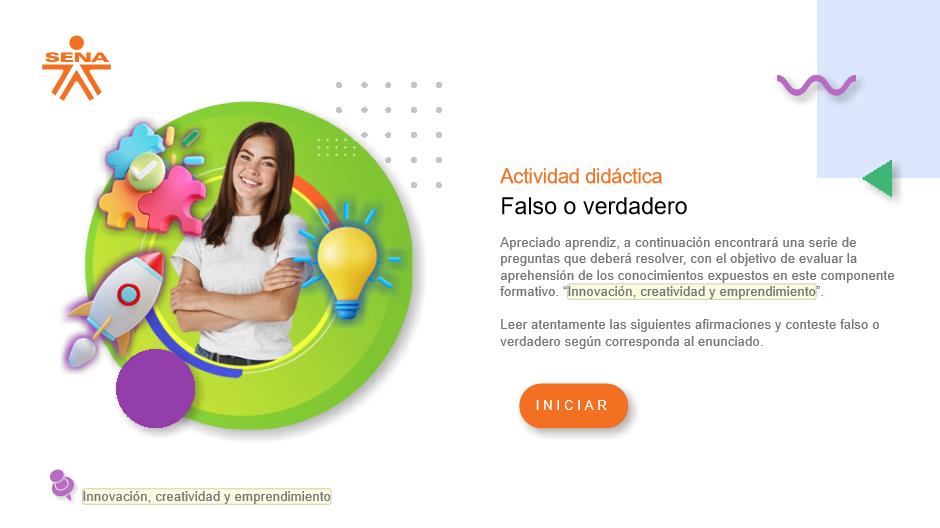 SENA
Actividad didáctica
Falso o verdadero
Apreciado aprendiz, a continuación encontrará una serie de
preguntas que deberá resolver, con el objetivo de evaluar la
aprehensión de los conocimientos expuestos en este componente
formativo. “Innovación, creatividad y emprendimiento”.
Leer atentamente las siguientes afirmaciones y conteste falso o
verdadero según corresponda al enunciado.
INICIAR
Innovación, creatividad y emprendimiento